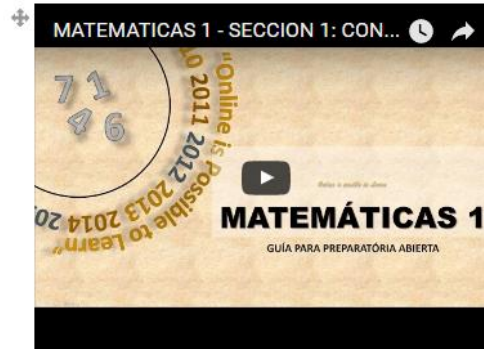 MATEMATICAS 1 - SECCION 1: CON...
7 1
4 6
"Online is Possible to Learn"
2011 2012 2013 2014
MATEMÁTICAS 1
GUÍA PARA PREPARATÓRIA ABIERTA